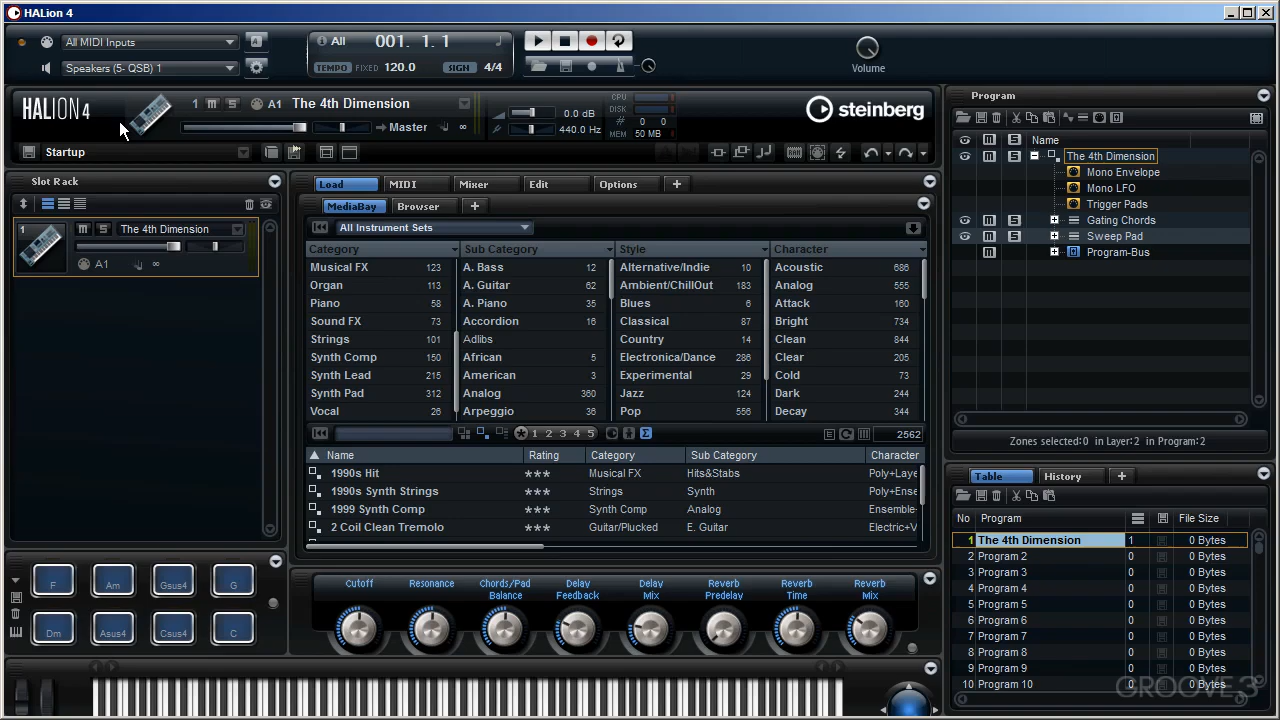 HALion 4
All MIDI Inputs
Speakers (5- QSB) 1
All 001. 1. 1
TEMPO FIXED 120.0 SIGN 4/4
Volume
HALION 4
1 A1 The 4th Dimension
Master
0.0 dB
440.0 Hz
CPU
DISK
# 0 0
MEM 50 MB
steinberg
Startup
Slot Rack
1 The 4th Dimension
A1
Load MIDI Mixer Edit Options +
MediaBay Browser +
All Instrument Sets
Category Sub Category Style Character
Musical FX 123 A. Bass 12 Alternative/Indie 10 Acoustic 686
Organ 113 A. Guitar 62 Ambient/ChillOut 183 Analog 555
Piano 58 A. Piano 35 Blues 6 Attack 160
Sound FX 73 Accordion 16 Classical 87 Bright 734
Strings 101 Adlibs Country 14 Clean 844
Synth Comp 150 African 5 Electronica/Dance 286 Clear 205
Synth Lead 215 American 3 Experimental 29 Cold 73
Synth Pad 312 Analog 360 Jazz 124 Dark 244
Vocal 26 Arpeggio 36 Pop 556 Decay 344
1 2 3 4 5 2562
Name Rating Category Sub Category Character
1990s Hit *** Musical FX Hits&Stabs Poly+Laye
1990s Synth Strings *** Strings Synth Poly+Ense
1999 Synth Comp *** Synth Comp Analog Ensemble
2 Coil Clean Tremolo *** Guitar/Plucked E. Guitar Electric+V
F Am Gsus4 G
Dm Asus4 Csus4 C
Cutoff Resonance Chords/Pad Balance Delay Feedback Delay Mix Reverb Predelay Reverb Time Reverb Mix
Program
Name
The 4th Dimension
Mono Envelope
Mono LFO
Trigger Pads
Gating Chords
Sweep Pad
Program-Bus
Zones selected:0 in Layer:2 in Program:2
Table History +
No Program File Size
1 The 4th Dimension 1 0 Bytes
2 Program 2 0 0 Bytes
3 Program 3 0 0 Bytes
4 Program 4 0 0 Bytes
5 Program 5 0 0 Bytes
6 Program 6 0 0 Bytes
7 Program 7 0 0 Bytes
8 Program 8 0 0 Bytes
9 Program 9 0 0 Bytes
10 Program 10 0 0 Bytes
GROOVE3